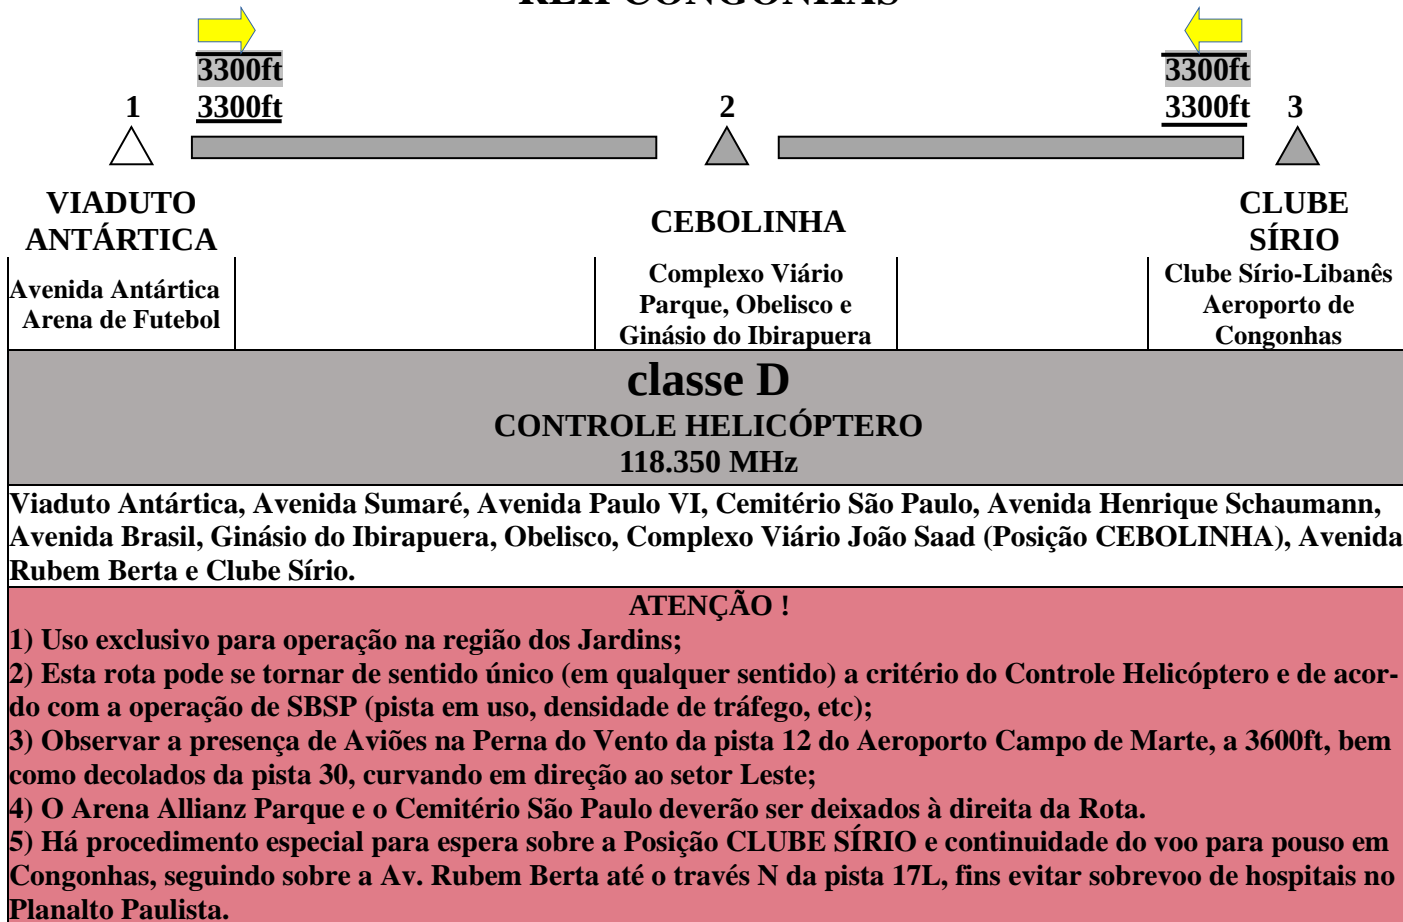 REH CONGONHAS
3300ft 3300ft
1 3300ft 2 3300ft 3
VIADUTO
ANTÁRTICA
CEBOLINHA
CLUBE
SÍRIO
Avenida Antártica
Arena de Futebol
Complexo Viário
Parque, Obelisco e
Ginásio do Ibirapuera
Clube Sírio-Libanês
Aeroporto de
Congonhas
classe D
CONTROLE HELICÓPTERO
118.350 MHz
Viaduto Antártica, Avenida Sumaré, Avenida Paulo VI, Cemitério São Paulo, Avenida Henrique Schaumann,
Avenida Brasil, Ginásio do Ibirapuera, Obelisco, Complexo Viário João Saad (Posição CEBOLINHA), Avenida
Rubem Berta e Clube Sírio.
ATENÇÃO !
1) Uso exclusivo para operação na região dos Jardins;
2) Esta rota pode se tornar de sentido único (em qualquer sentido) a critério do Controle Helicóptero e de acor-
do com a operação de SBSP (pista em uso, densidade de tráfego, etc);
3) Observar a presença de Aviões na Perna do Vento da pista 12 do Aeroporto Campo de Marte, a 3600ft, bem
como decolados da pista 30, curvando em direção ao setor Leste;
4) O Arena Allianz Parque e o Cemitério São Paulo deverão ser deixados à direita da Rota.
5) Há procedimento especial para espera sobre a Posição CLUBE SÍRIO e continuidade do voo para pouso em
Congonhas, seguindo sobre a Av. Rubem Berta até o través N da pista 17L, fins evitar sobrevoo de hospitais no
Planalto Paulista.